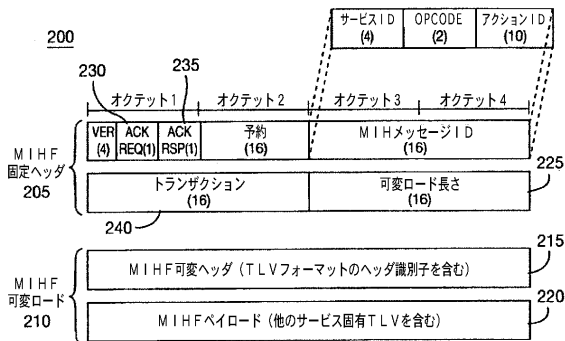 サービスID
(4)
OPCODE
(2)
アクションID
(10)
200
230
235
オクテット1
オクテット2
オクテット3
オクテット4
MIHF
固定ヘッダ
205
VER
(4)
ACK
REQ(1)
ACK
RSP(1)
予約
(16)
MIHメッセージID
(16)
トランザクション
(16)
可変ロード長さ
(16)
225
240
MIHF
可変ロード
210
MIHF可変ヘッダ(TLVフォーマットのヘッダ識別子を含む)
215
MIHFペイロード(他のサービス固有TLVを含む)
220